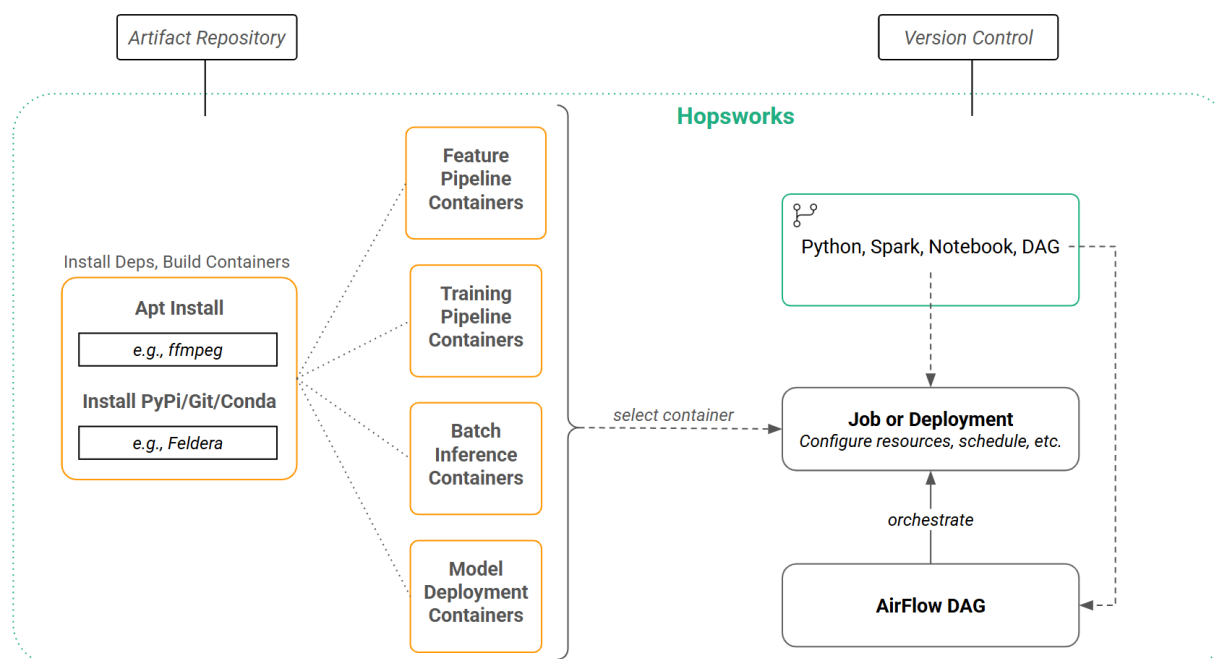 Artifact Repository
Version Control
Hopsworks
Install Deps, Build Containers
Apt Install
e.g., ffmpeg
Install PyPi/Git/Conda
e.g., Feldera
Feature
Pipeline
Containers
Training
Pipeline
Containers
Batch
Inference
Containers
Model
Deployment
Containers
select container
Python, Spark, Notebook, DAG
Job or Deployment
Configure resources, schedule, etc.
orchestrate
AirFlow DAG